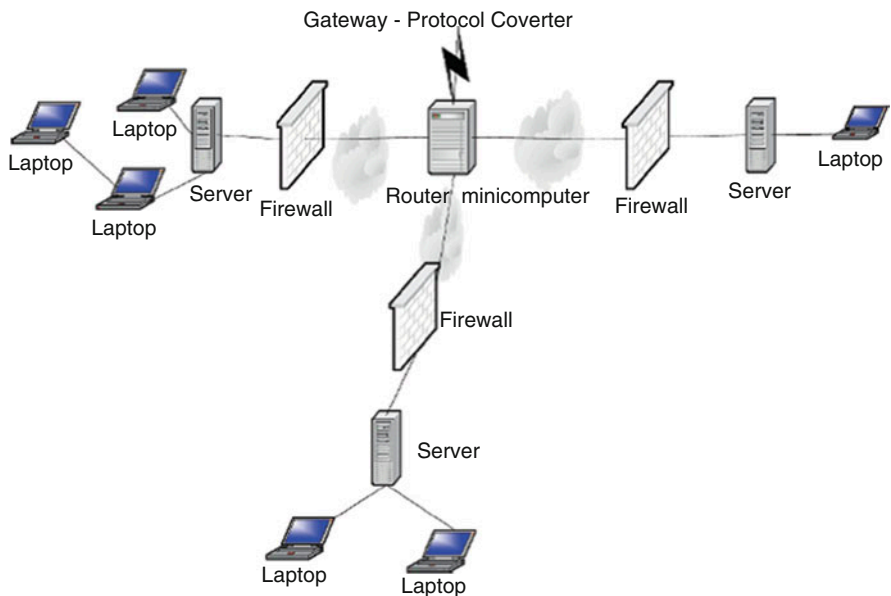 Gateway - Protocol Coverter
Laptop
Laptop
Laptop
Server
Firewall
Router minicomputer
Firewall
Server
Laptop
Firewall
Server
Laptop
Laptop